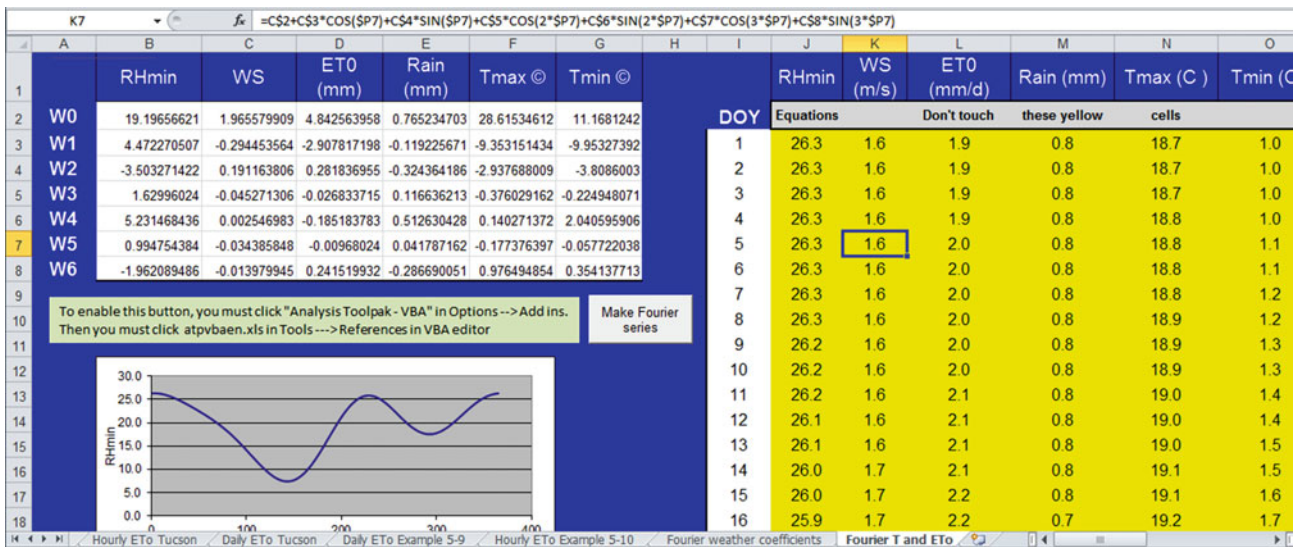 K7 fx =C$2+C$3*COS($P7)+C$4*SIN($P7)+C$5*COS(2*$P7)+C$6*SIN(2*$P7)+C$7*COS(3*$P7)+C$8*SIN(3*$P7)
A B C D E F G H I J K L M N O
1 RHmin WS ET0 (mm) Rain (mm) Tmax © Tmin © RHmin WS (m/s) ET0 (mm/d) Rain (mm) Tmax (C ) Tmin (C
2 W0 19.19656621 1.965579909 4.842563958 0.765234703 28.61534612 11.1681242 DOY Equations Don't touch these yellow cells
3 W1 4.472270507 -0.294453564 -2.907817198 -0.119225671 -9.353151434 -9.95327392 1 26.3 1.6 1.9 0.8 18.7 1.0
4 W2 -3.503271422 0.191163806 0.281836955 -0.324364186 -2.937688009 -3.8086003 2 26.3 1.6 1.9 0.8 18.7 1.0
5 W3 1.62996024 -0.045271306 -0.026833715 0.116636213 -0.376029162 -0.224948071 3 26.3 1.6 1.9 0.8 18.7 1.0
6 W4 5.231468436 0.002546983 -0.185183783 0.512630428 0.140271372 2.040595906 4 26.3 1.6 1.9 0.8 18.8 1.0
7 W5 0.994754384 -0.034385848 -0.00968024 0.041787162 -0.177376397 -0.057722038 5 26.3 1.6 2.0 0.8 18.8 1.1
8 W6 -1.962089486 -0.013979945 0.241519932 -0.286690051 0.976494854 0.354137713 6 26.3 1.6 2.0 0.8 18.8 1.1
9 7 26.3 1.6 2.0 0.8 18.8 1.2
To enable this button, you must click "Analysis Toolpak - VBA" in Options --> Add ins.
Then you must click atpvbaen.xls in Tools ---> References in VBA editor
Make Fourier
series
10 8 26.3 1.6 2.0 0.8 18.9 1.2
11 9 26.2 1.6 2.0 0.8 18.9 1.3
12 10 26.2 1.6 2.0 0.8 18.9 1.3
13 11 26.2 1.6 2.1 0.8 19.0 1.4
14 12 26.1 1.6 2.1 0.8 19.0 1.4
15 13 26.1 1.6 2.1 0.8 19.0 1.5
16 14 26.0 1.7 2.1 0.8 19.1 1.5
17 15 26.0 1.7 2.2 0.8 19.1 1.6
18 16 25.9 1.7 2.2 0.7 19.2 1.7
30.0
25.0
20.0
15.0
10.0
5.0
0.0
RHmin
0 100 200 300 400
Hourly ETo Tucson Daily ETo Tucson Daily ETo Example 5-9 Hourly ETo Example 5-10 Fourier weather coefficients Fourier T and ETo